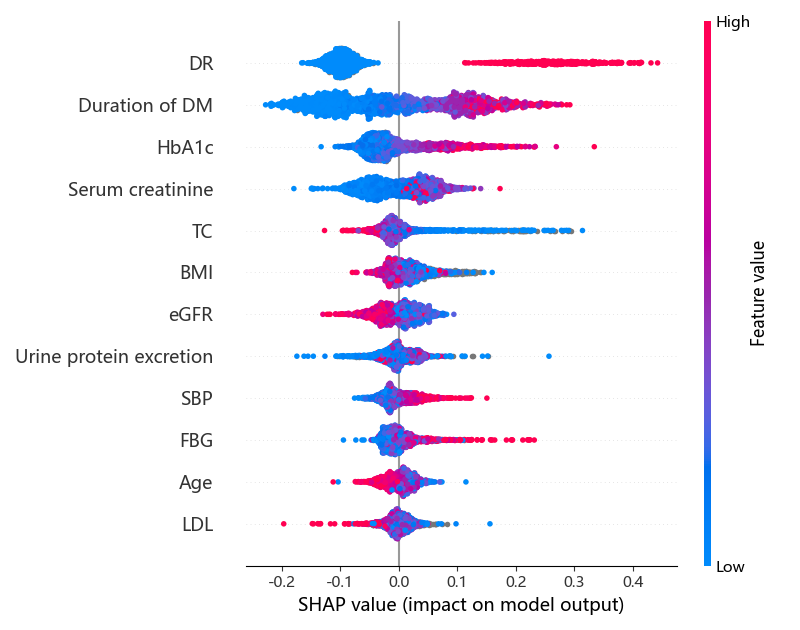 High
DR
Duration of DM
HbA1c
Serum creatinine
TC
BMI
eGFR
Urine protein excretion
SBP
FBG
Age
LDL
Feature value
Low
-0.2 -0.1 0.0 0.1 0.2 0.3 0.4
SHAP value (impact on model output)